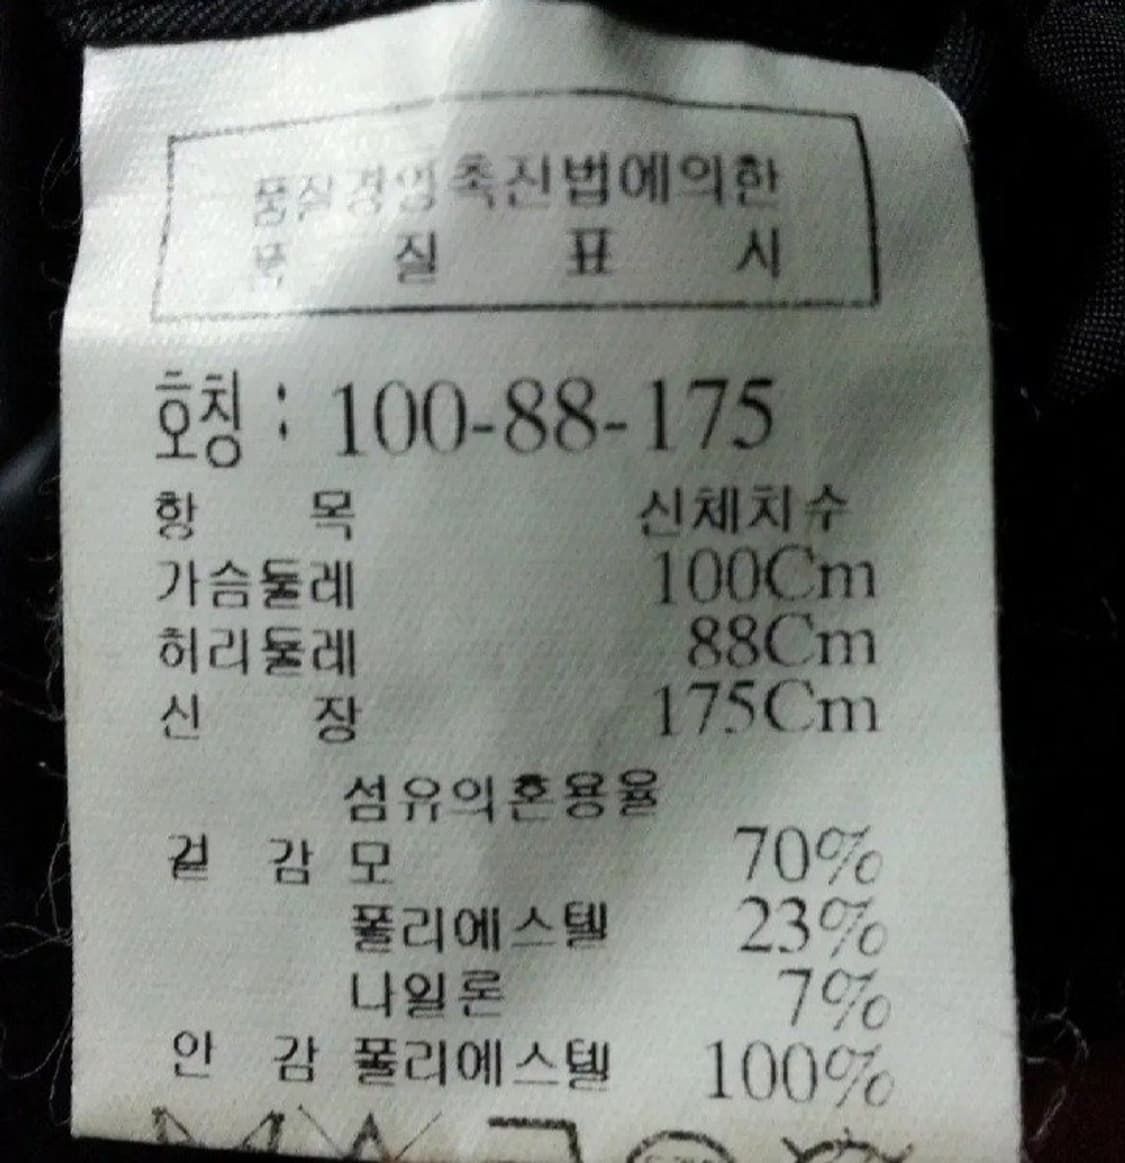 품질경영촉진법에의한
품 질 표 시
호칭 : 100-88-175
항 목 신체치수
가슴둘레 100Cm
허리둘레 88Cm
신 장 175Cm
섬유의혼용율
겉 감 모 70%
폴리에스텔 23%
나일론 7%
안 감 폴리에스텔 100%